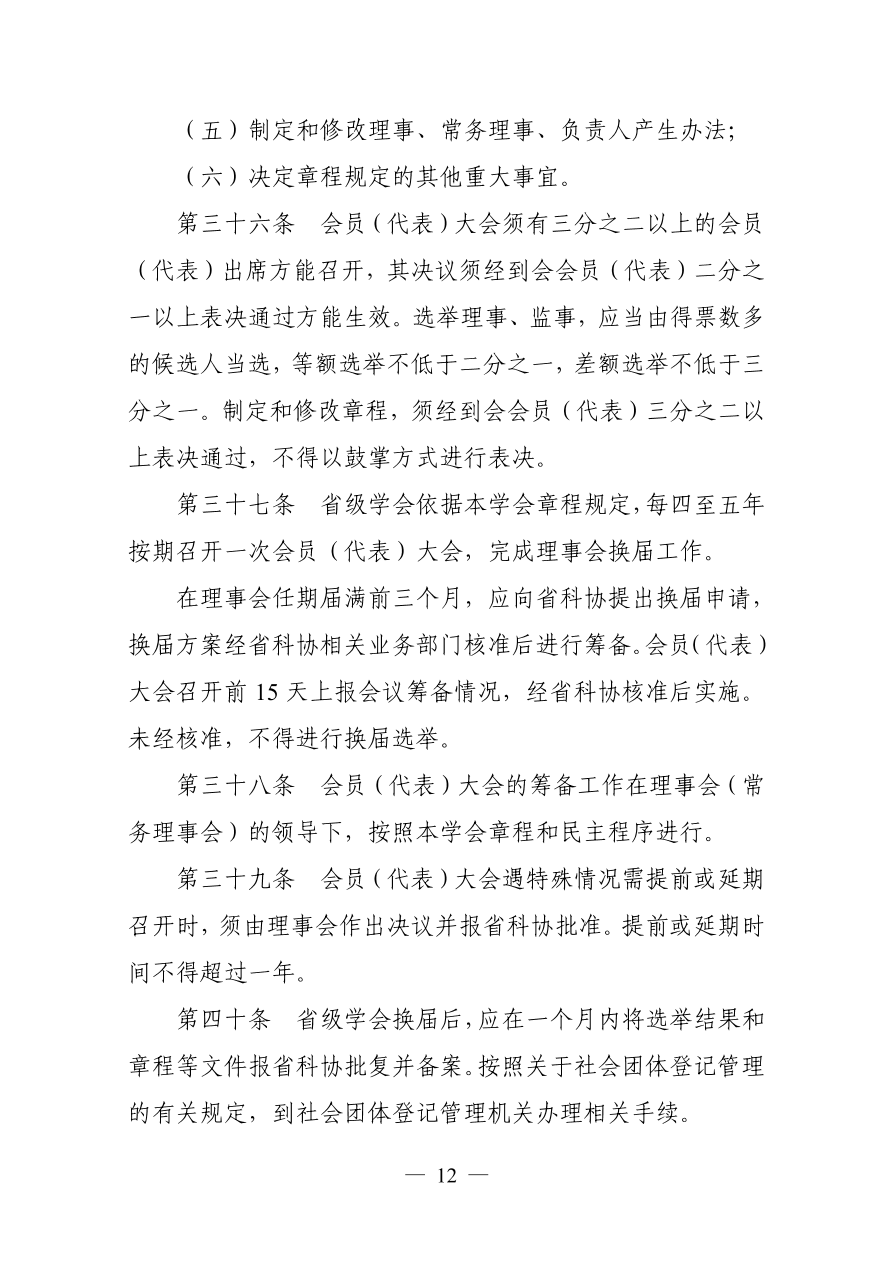 （五）制定和修改理事、常务理事、负责人产生办法；
（六）决定章程规定的其他重大事宜。
第三十六条　会员（代表）大会须有三分之二以上的会员
（代表）出席方能召开，其决议须经到会会员（代表）二分之
一以上表决通过方能生效。选举理事、监事，应当由得票数多
的候选人当选，等额选举不低于二分之一，差额选举不低于三
分之一。制定和修改章程，须经到会会员（代表）三分之二以
上表决通过，不得以鼓掌方式进行表决。
第三十七条　省级学会依据本学会章程规定，每四至五年
按期召开一次会员（代表）大会，完成理事会换届工作。
在理事会任期届满前三个月，应向省科协提出换届申请，
换届方案经省科协相关业务部门核准后进行筹备。会员（代表）
大会召开前 15 天上报会议筹备情况，经省科协核准后实施。
未经核准，不得进行换届选举。
第三十八条　会员（代表）大会的筹备工作在理事会（常
务理事会）的领导下，按照本学会章程和民主程序进行。
第三十九条　会员（代表）大会遇特殊情况需提前或延期
召开时，须由理事会作出决议并报省科协批准。提前或延期时
间不得超过一年。
第四十条　省级学会换届后，应在一个月内将选举结果和
章程等文件报省科协批复并备案。按照关于社会团体登记管理
的有关规定，到社会团体登记管理机关办理相关手续。
— 12 —